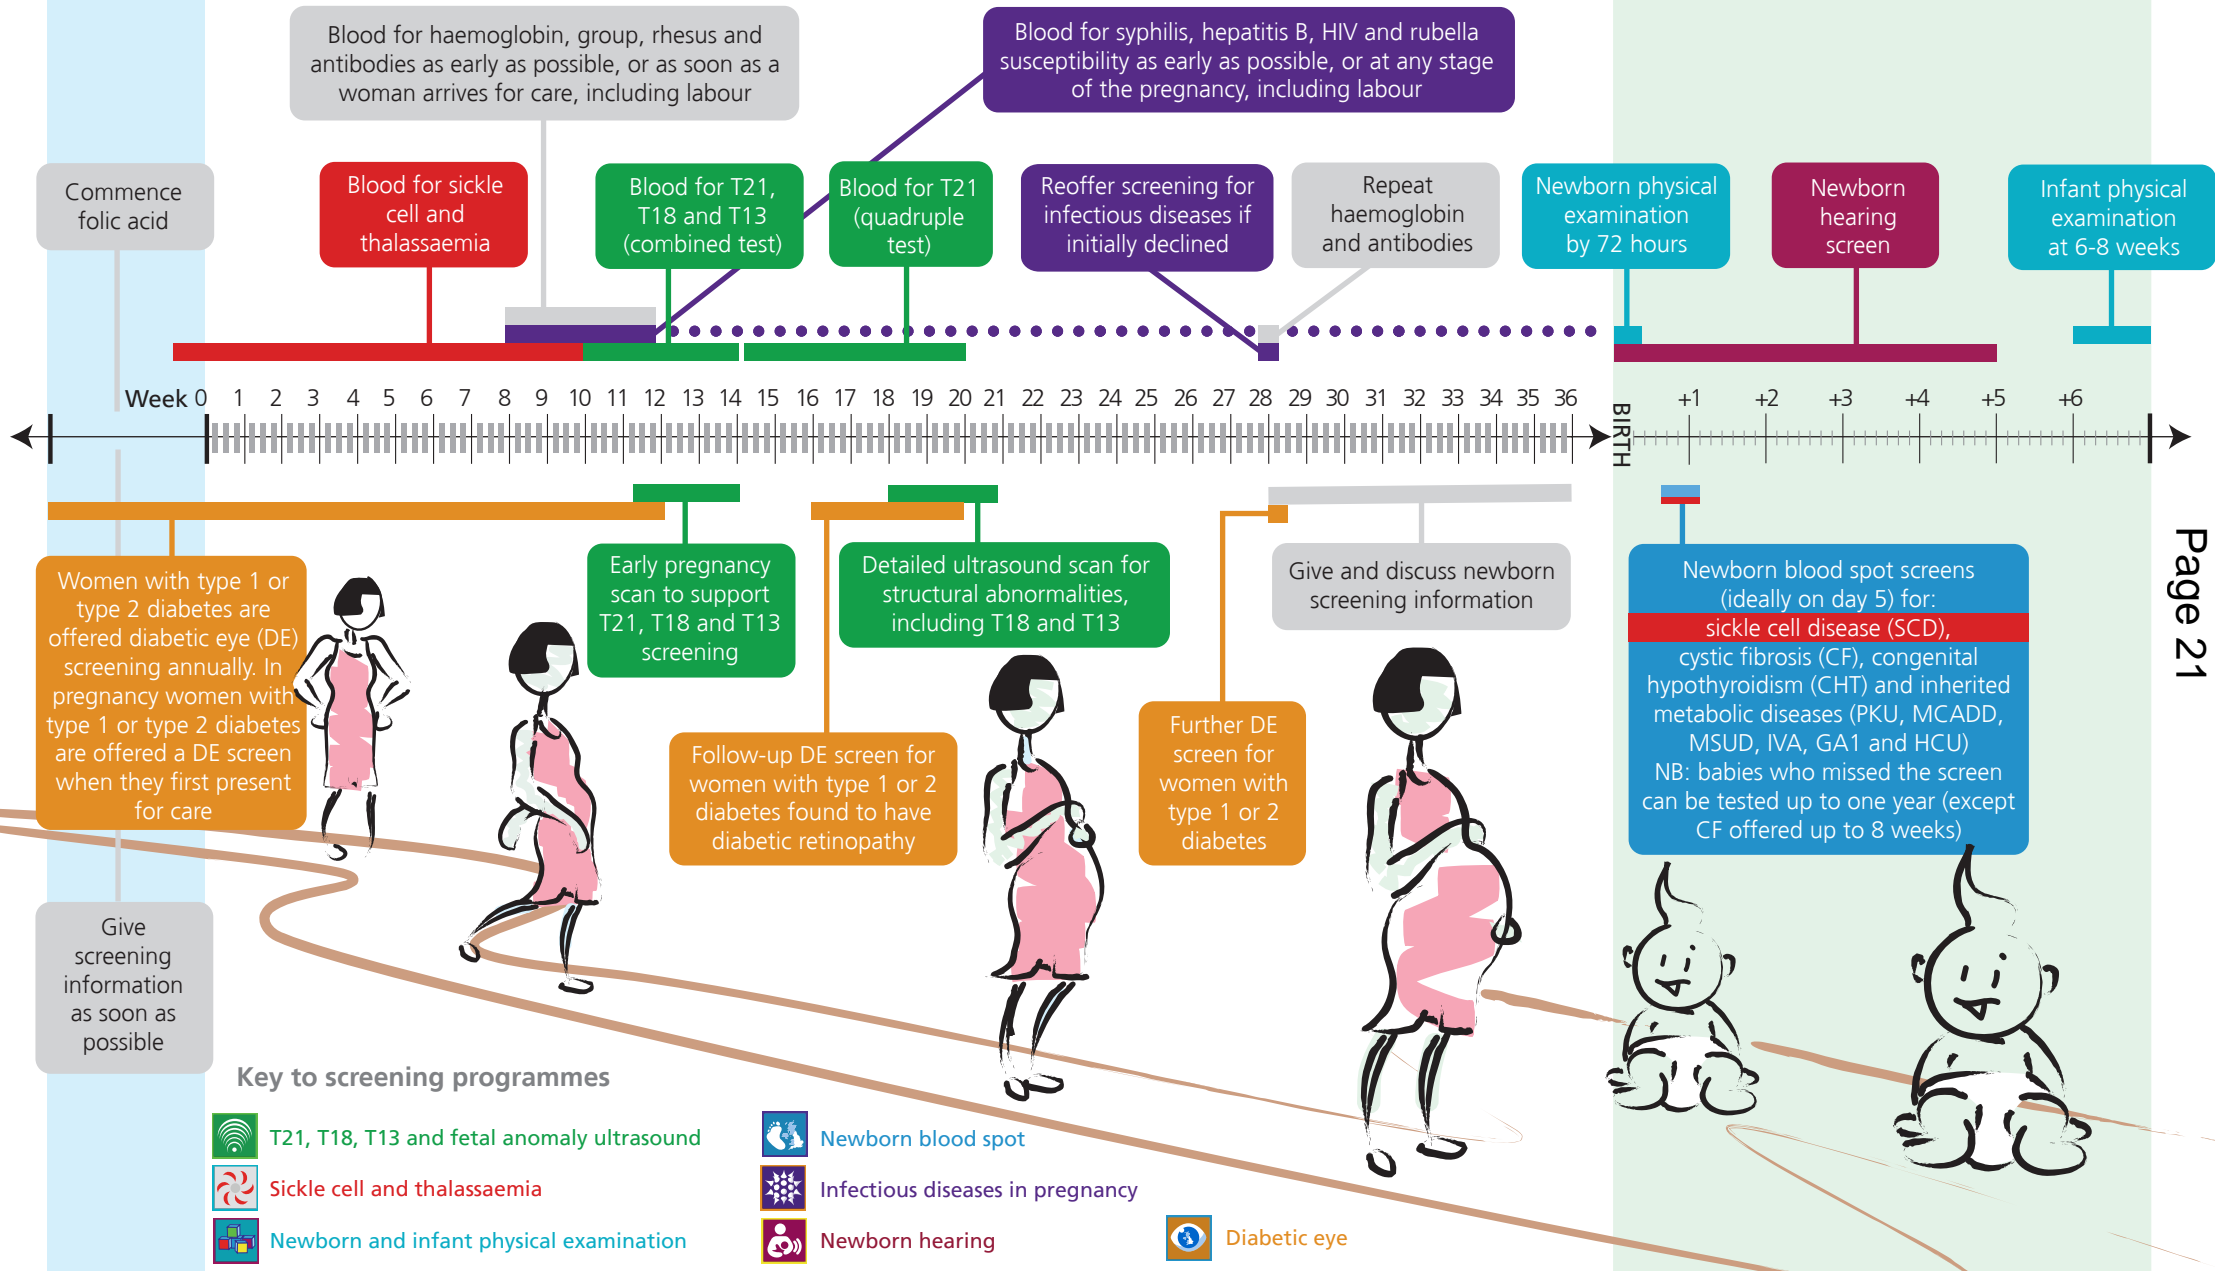 Blood for haemoglobin, group, rhesus and
antibodies as early as possible, or as soon as a
woman arrives for care, including labour
Blood for syphilis, hepatitis B, HIV and rubella
susceptibility as early as possible, or at any stage
of the pregnancy, including labour
Commence
folic acid
Blood for sickle
cell and
thalassaemia
Blood for T21,
T18 and T13
(combined test)
Blood for T21
(quadruple
test)
Reoffer screening for
infectious diseases if
initially declined
Repeat
haemoglobin
and antibodies
Newborn physical
examination
by 72 hours
Newborn
hearing
screen
Infant physical
examination
at 6-8 weeks
Week 0 1 2 3 4 5 6 7 8 9 10 11 12 13 14 15 16 17 18 19 20 21 22 23 24 25 26 27 28 29 30 31 32 33 34 35 36
BIRTH
+1 +2 +3 +4 +5 +6
Women with type 1 or
type 2 diabetes are
offered diabetic eye (DE)
screening annually. In
pregnancy women with
type 1 or type 2 diabetes
are offered a DE screen
when they first present
for care
Early pregnancy
scan to support
T21, T18 and T13
screening
Detailed ultrasound scan for
structural abnormalities,
including T18 and T13
Give and discuss newborn
screening information
Newborn blood spot screens
(ideally on day 5) for:
sickle cell disease (SCD),
cystic fibrosis (CF), congenital
hypothyroidism (CHT) and inherited
metabolic diseases (PKU, MCADD,
MSUD, IVA, GA1 and HCU)
NB: babies who missed the screen
can be tested up to one year (except
CF offered up to 8 weeks)
Page 21
Follow-up DE screen for
women with type 1 or 2
diabetes found to have
diabetic retinopathy
Further DE
screen for
women with
type 1 or 2
diabetes
Give
screening
information
as soon as
possible
Key to screening programmes
T21, T18, T13 and fetal anomaly ultrasound
Sickle cell and thalassaemia
Newborn and infant physical examination
Newborn blood spot
Infectious diseases in pregnancy
Newborn hearing
Diabetic eye